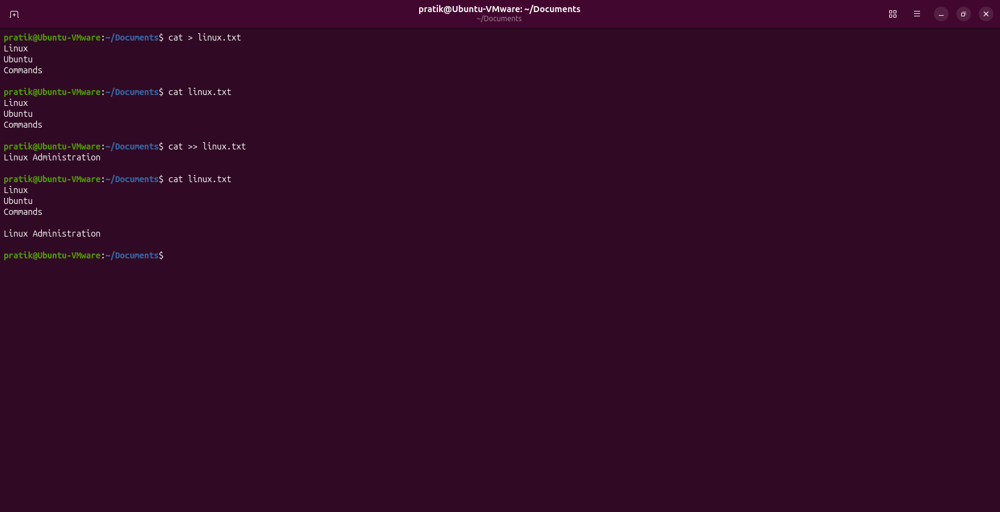 pratik@Ubuntu-VMware: ~/Documents
~/Documents
pratik@Ubuntu-VMware:~/Documents$ cat > linux.txt
Linux
Ubuntu
Commands

pratik@Ubuntu-VMware:~/Documents$ cat linux.txt
Linux
Ubuntu
Commands

pratik@Ubuntu-VMware:~/Documents$ cat >> linux.txt
Linux Administration

pratik@Ubuntu-VMware:~/Documents$ cat linux.txt
Linux
Ubuntu
Commands

Linux Administration

pratik@Ubuntu-VMware:~/Documents$